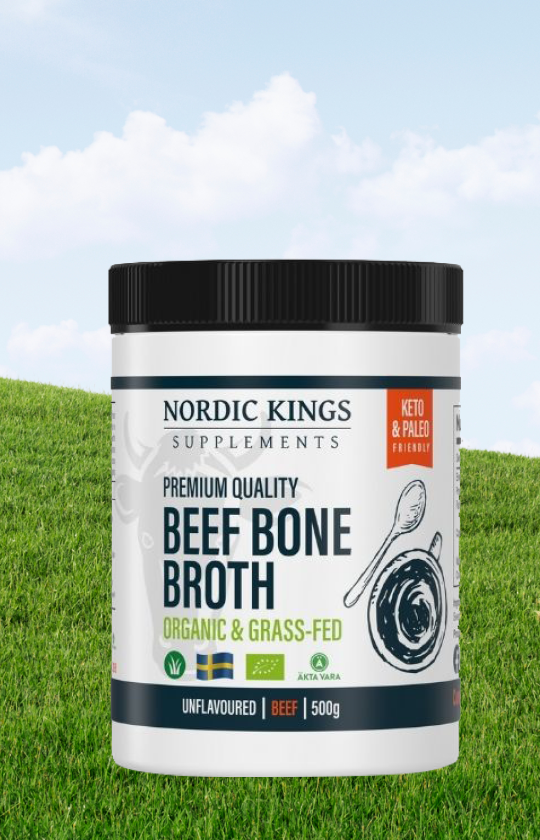 NORDIC KINGS
SUPPLEMENTS
KETO
& PALEO
FRIENDLY
PREMIUM QUALITY
BEEF BONE
BROTH
ORGANIC & GRASS-FED
ÄKTA VARA
UNFLAVOURED | BEEF | 500g